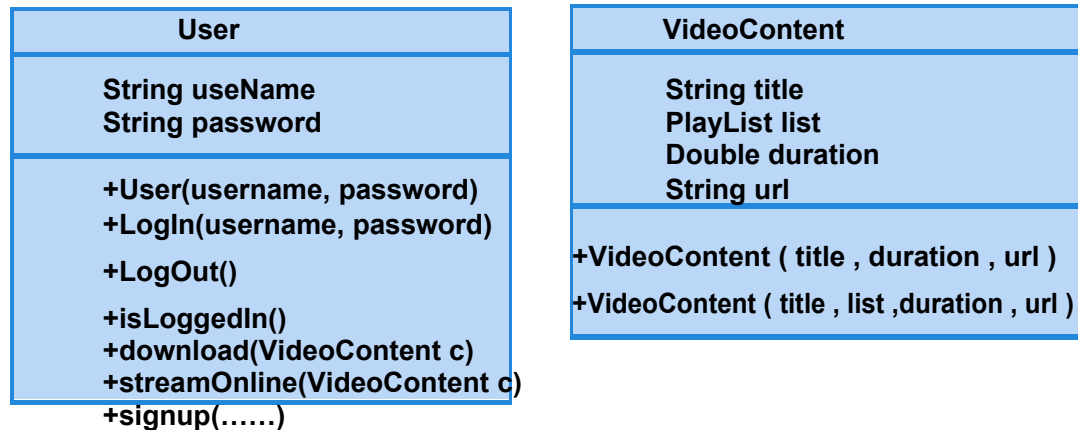 User
String useName
String password
+User(username, password)
+LogIn(username, password)
+LogOut()
+isLoggedIn()
+download(VideoContent c)
+streamOnline(VideoContent c)
+signup(……)
VideoContent
String title
PlayList list
Double duration
String url
+VideoContent ( title , duration , url )
+VideoContent ( title , list ,duration , url )